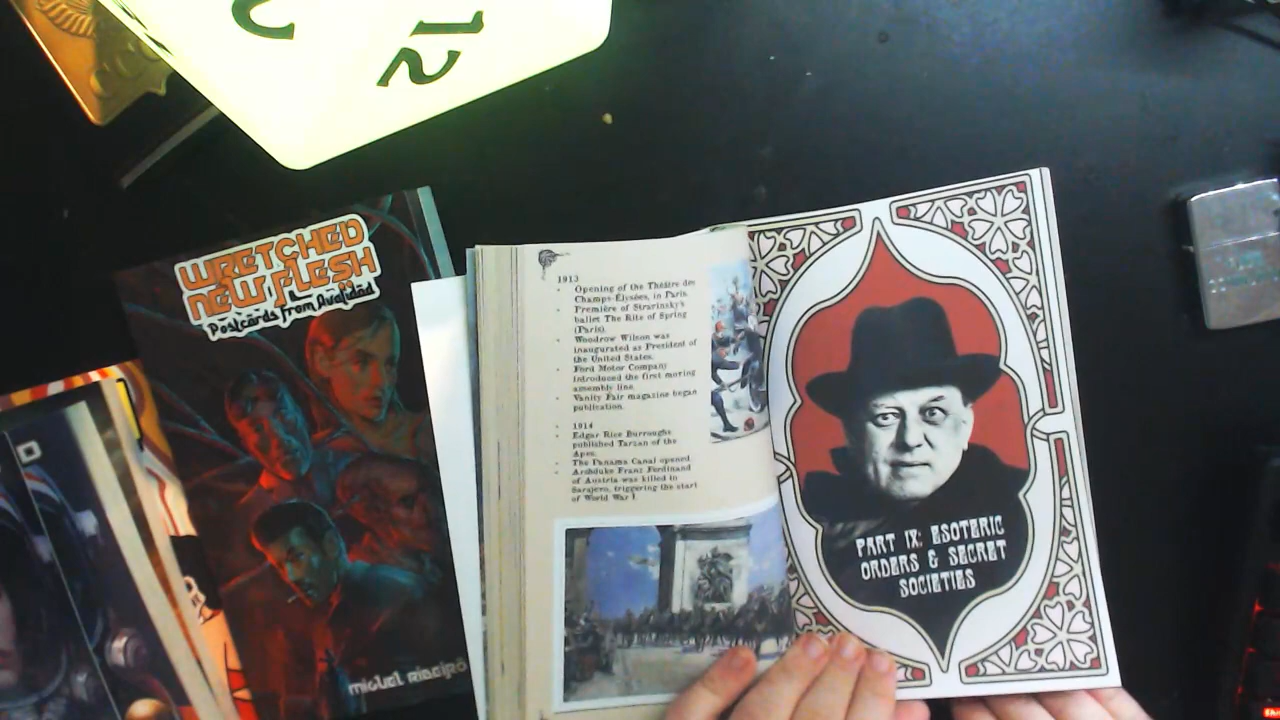 12
WRETCHED
NEW FLESH
Postcards from Avalidad
miguel ribeiro
1913
· Opening of the Théâtre des
Champs-Élysées, in Paris.
· Première of Stravinsky's
ballet The Rite of Spring
(Paris).
· Woodrow Wilson was
inaugurated as President of
the United States.
· Ford Motor Company
introduced the first moving
assembly line.
· Vanity Fair magazine began
publication.
1914
· Edgar Rice Burroughs
published Tarzan of the
Apes.
· The Panama Canal opened.
· Archduke Franz Ferdinand
of Austria was killed in
Sarajevo, triggering the start
of World War I.
PART IX: ESOTERIC
ORDERS & SECRET
SOCIETIES